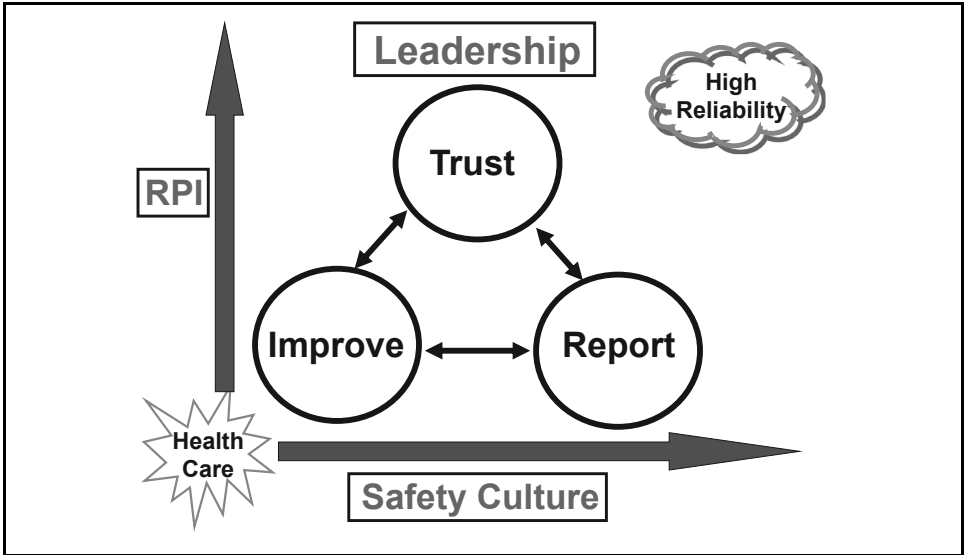 Leadership
High
Reliability
Trust
RPI
Improve
Report
Health
Care
Safety Culture